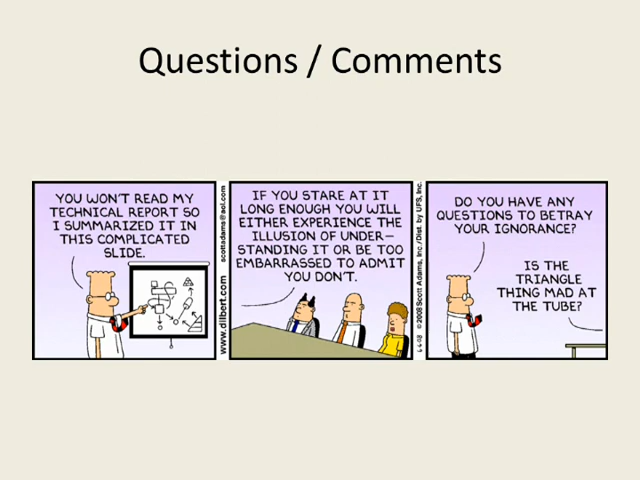 Questions / Comments
YOU WON'T READ MY
TECHNICAL REPORT SO
I SUMMARIZED IT IN
THIS COMPLICATED
SLIDE.
www.dilbert.com scottadams@aol.com
IF YOU STARE AT IT
LONG ENOUGH YOU WILL
EITHER EXPERIENCE THE
ILLUSION OF UNDER-
STANDING IT OR BE TOO
EMBARRASSED TO ADMIT
YOU DON'T.
© 2008 Scott Adams, Inc./Dist. by UFS, Inc.
DO YOU HAVE ANY
QUESTIONS TO BETRAY
YOUR IGNORANCE?
IS THE
TRIANGLE
THING MAD AT
THE TUBE?